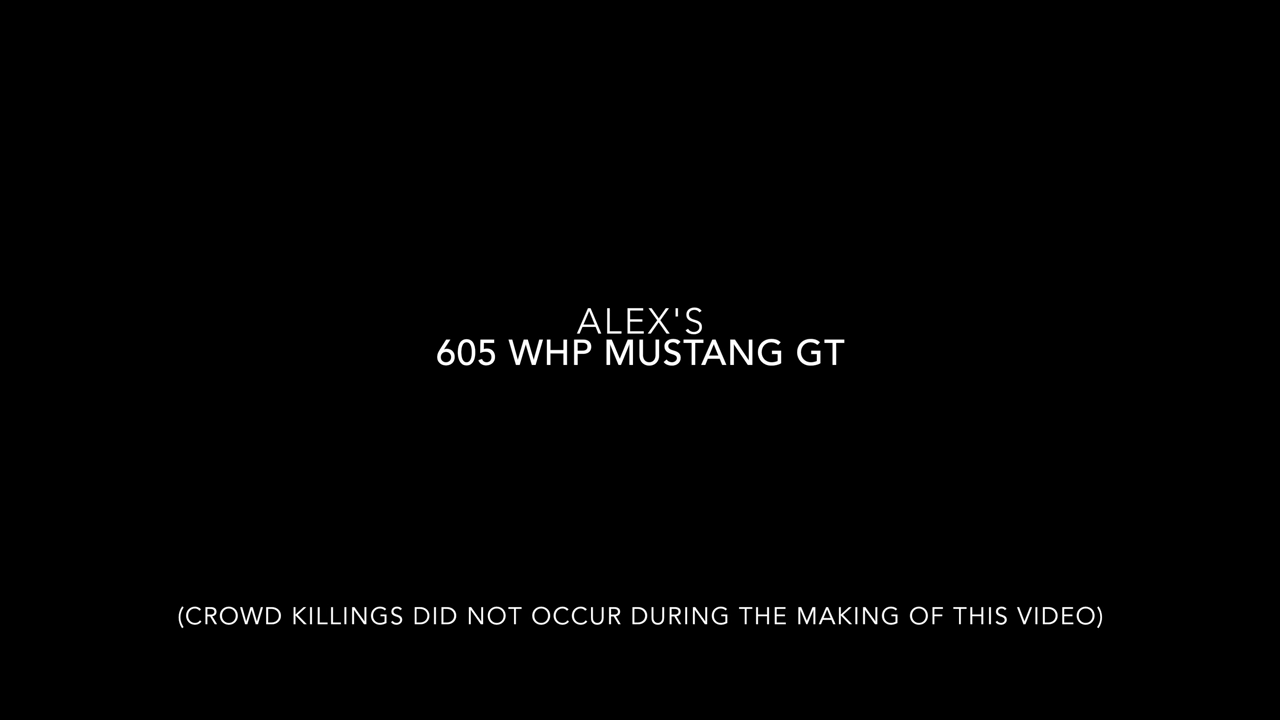 ALEX'S
605 WHP MUSTANG GT
(CROWD KILLINGS DID NOT OCCUR DURING THE MAKING OF THIS VIDEO)